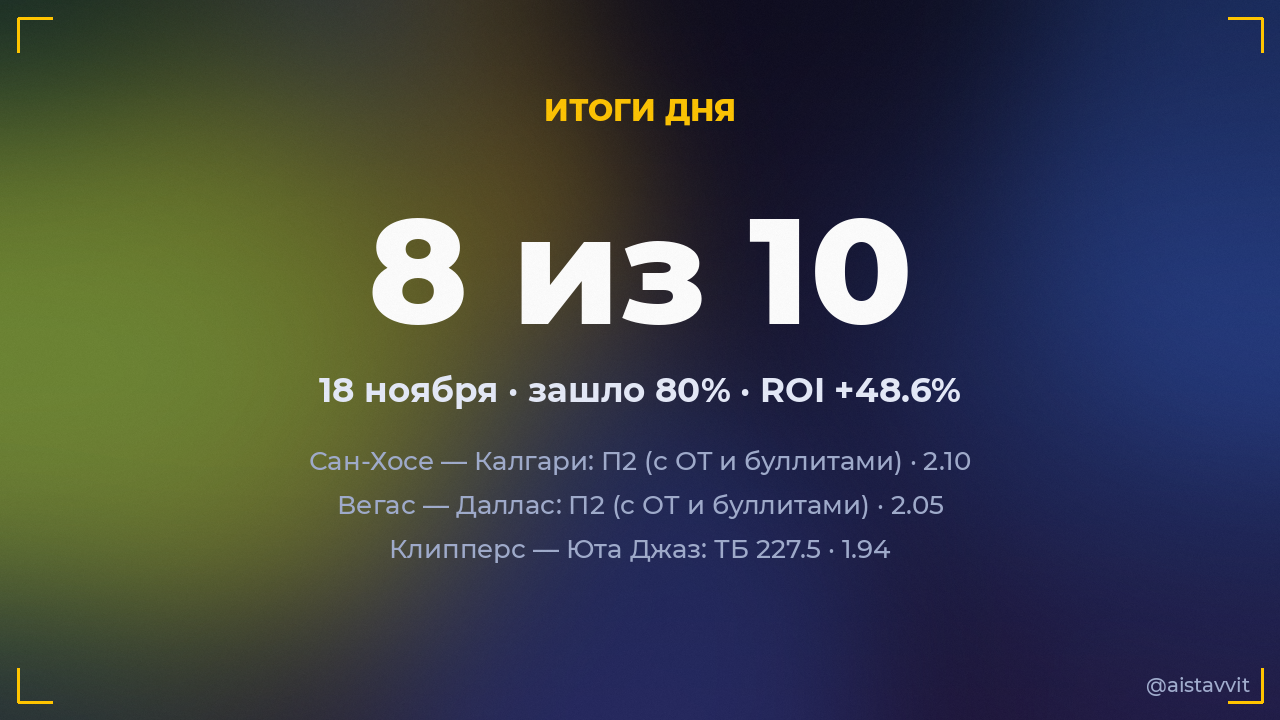 ИТОГИ ДНЯ
8 из 10
18 ноября · зашло 80% · ROI +48.6%
Сан-Хосе — Калгари: П2 (с ОТ и буллитами) · 2.10
Вегас — Даллас: П2 (с ОТ и буллитами) · 2.05
Клипперс — Юта Джаз: ТБ 227.5 · 1.94
@aistavvit